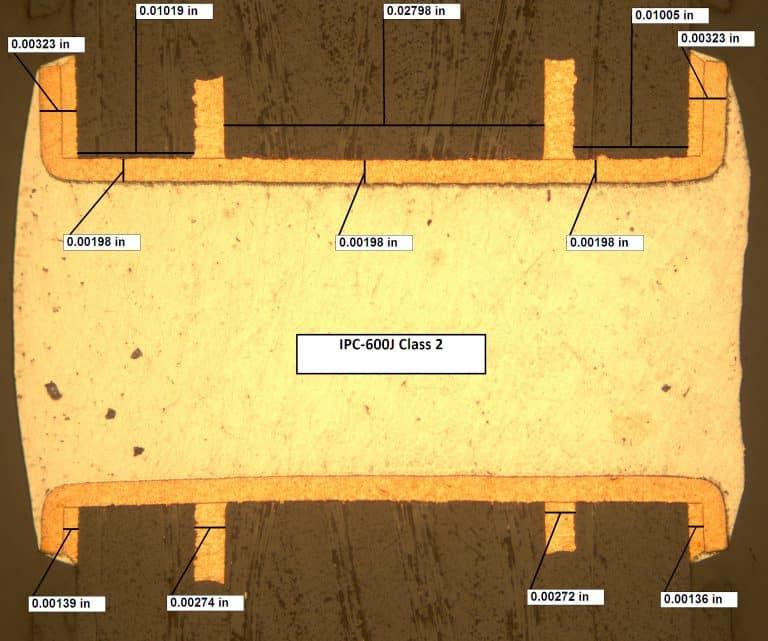 0.01019 in
0.02798 in
0.01005 in
0.00323 in
0.00323 in
0.00198 in
0.00198 in
0.00198 in
IPC-600J Class 2
0.00139 in
0.00274 in
0.00272 in
0.00136 in